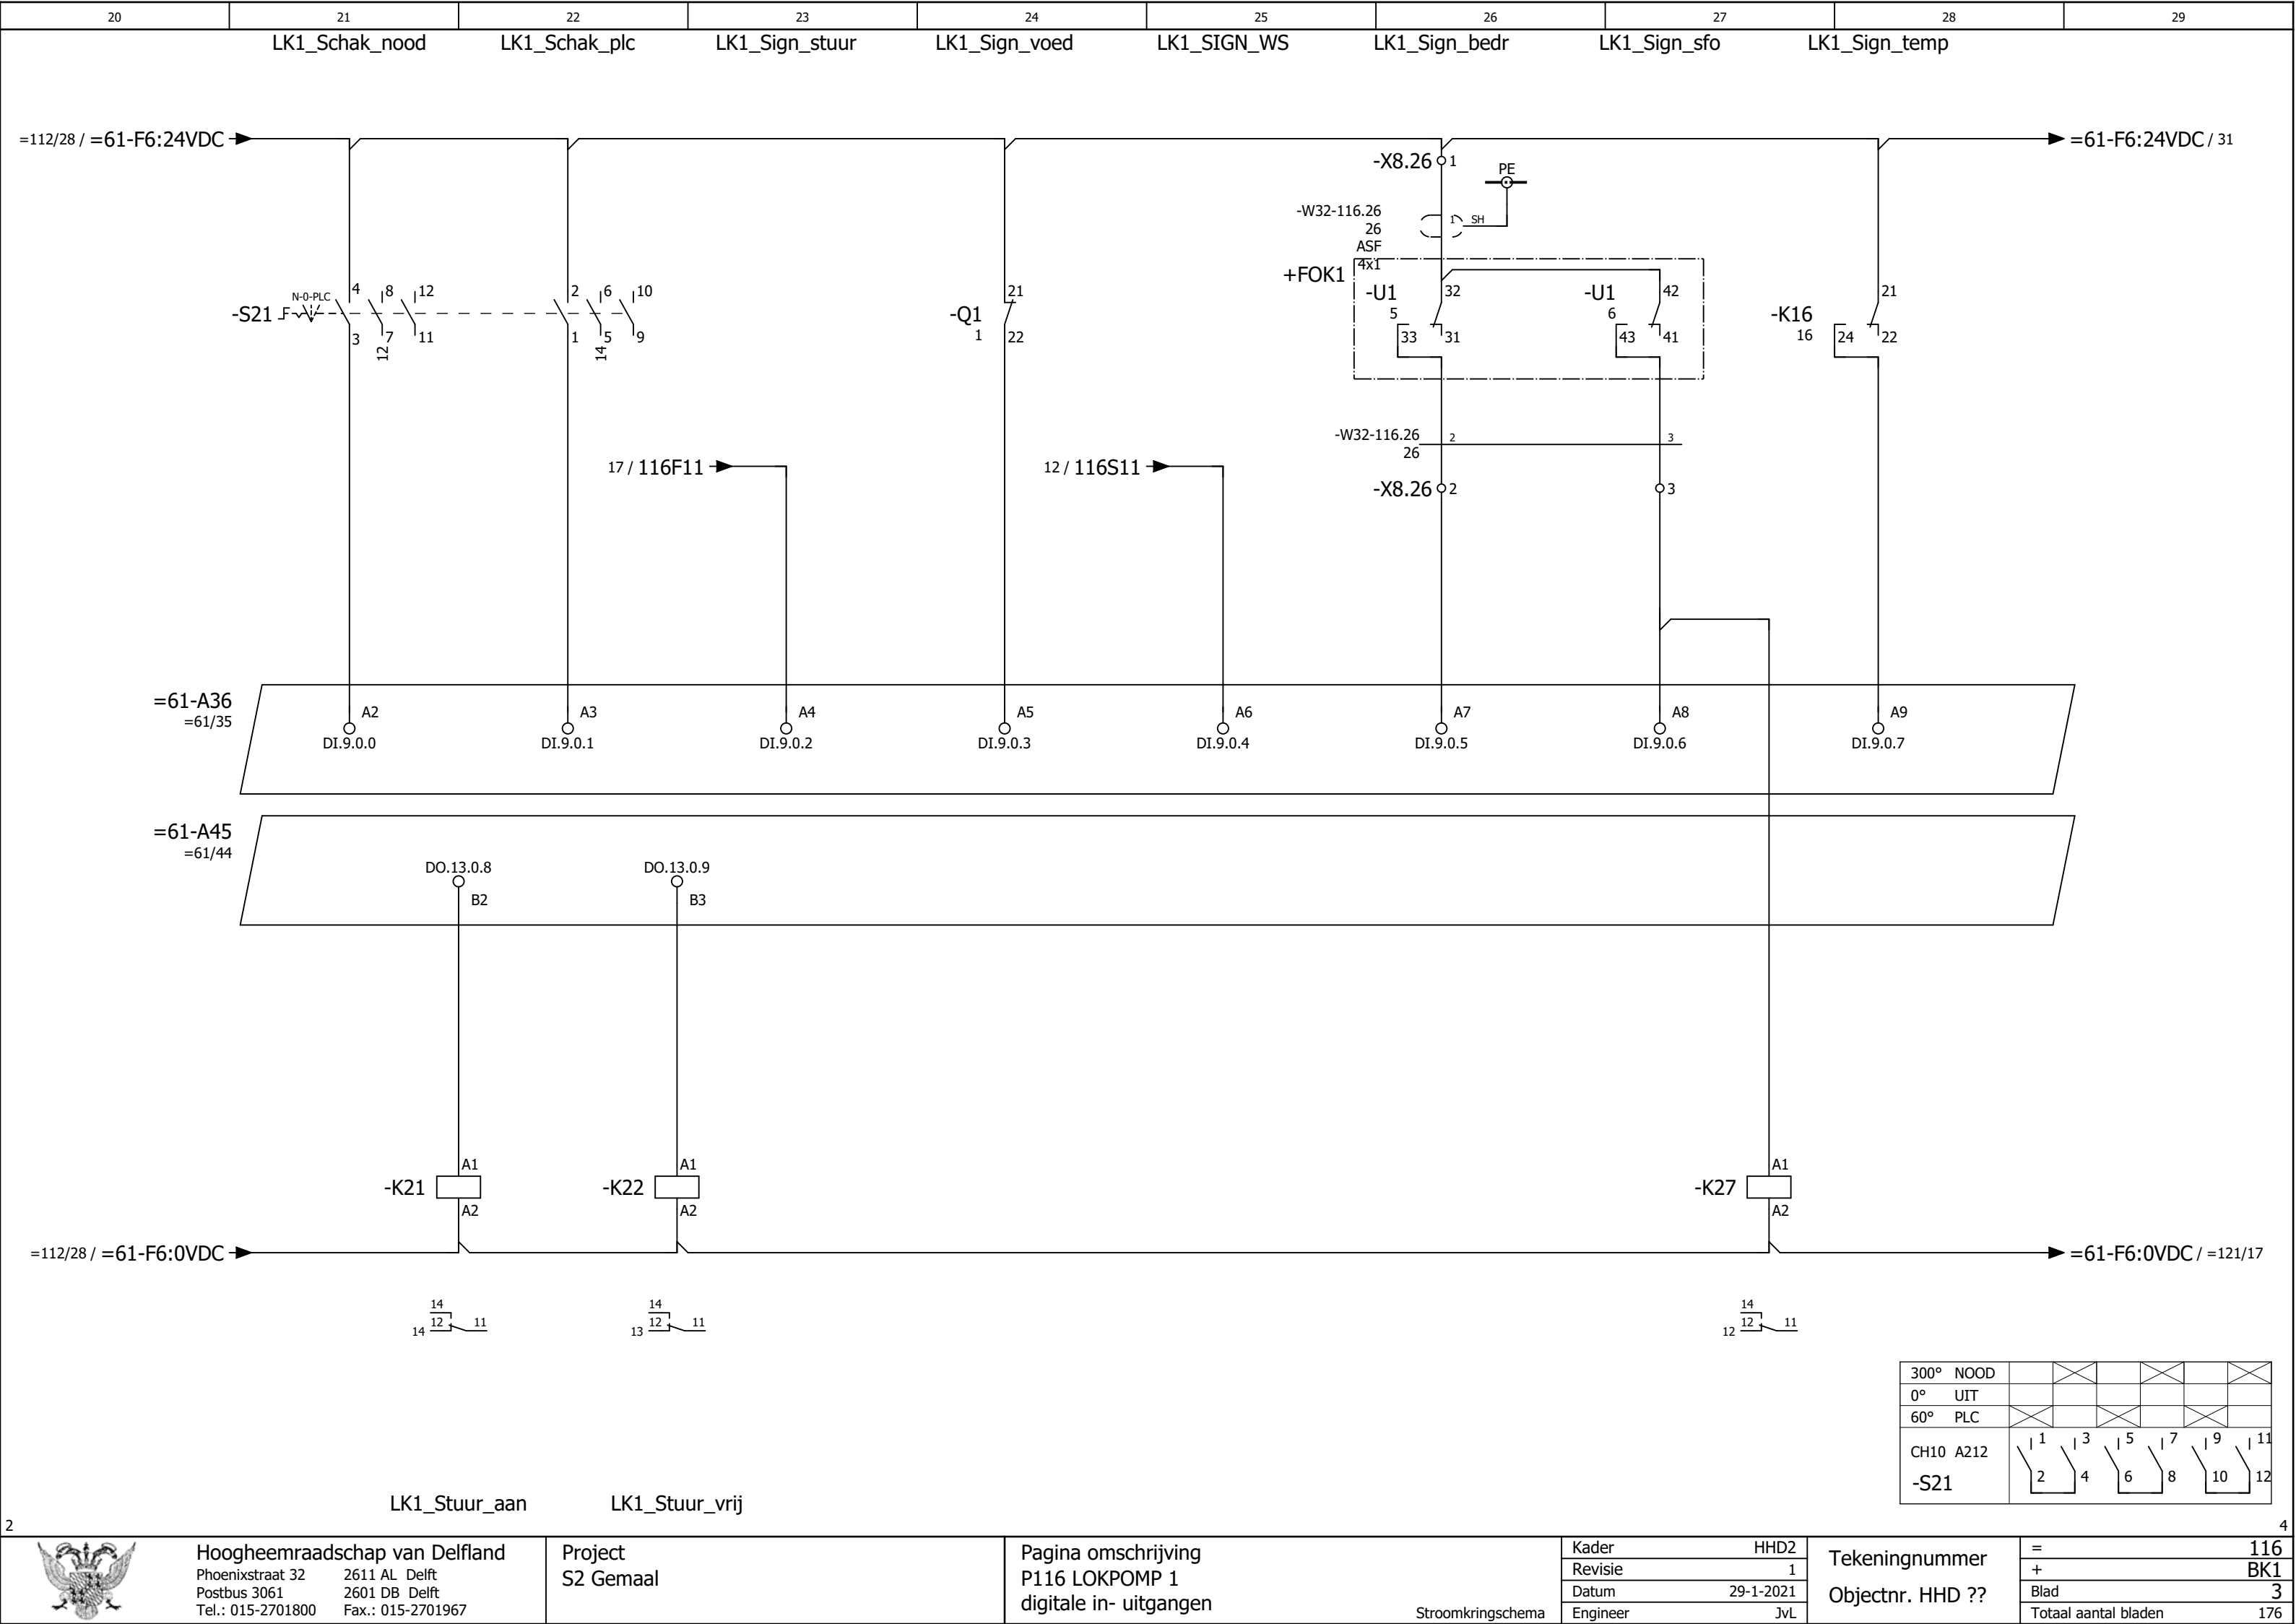 20 21 22 23 24 25 26 27 28 29
LK1_Schak_nood LK1_Schak_plc LK1_Sign_stuur LK1_Sign_voed LK1_SIGN_WS LK1_Sign_bedr LK1_Sign_sfo LK1_Sign_temp
=112/28 / =61-F6:24VDC =61-F6:24VDC / 31
-X8.26 1
PE
-W32-116.26 1 SH
26
ASF
4x1
+FOK1
N-0-PLC
-S21 4 8 12 2 6 10
3 7 11 1 5 9
12 14
-Q1 21
1 22
-U1 32
5
33 31
-U1 42
6
43 41
-K16 21
16 24 22
-W32-116.26 2 3
26
17 / 116F11 12 / 116S11
-X8.26 2 3
=61-A36
=61/35
A2 A3 A4 A5 A6 A7 A8 A9
DI.9.0.0 DI.9.0.1 DI.9.0.2 DI.9.0.3 DI.9.0.4 DI.9.0.5 DI.9.0.6 DI.9.0.7
=61-A45
=61/44
DO.13.0.8 DO.13.0.9
B2 B3
A1 A1 A1
-K21 -K22 -K27
A2 A2 A2
=112/28 / =61-F6:0VDC =61-F6:0VDC / =121/17
14 14 14
14 12 11 13 12 11 12 12 11
300° NOOD
0° UIT
60° PLC
CH10 A212 1 3 5 7 9 11
-S21 2 4 6 8 10 12
LK1_Stuur_aan LK1_Stuur_vrij
2 4
Hoogheemraadschap van Delfland
Phoenixstraat 32 2611 AL Delft
Postbus 3061 2601 DB Delft
Tel.: 015-2701800 Fax.: 015-2701967
Project
S2 Gemaal
Pagina omschrijving
P116 LOKPOMP 1
digitale in- uitgangen
Stroomkringschema
Kader HHD2
Revisie 1
Datum 29-1-2021
Engineer JvL
Tekeningnummer
Objectnr. HHD ??
= 116
+ BK1
Blad 3
Totaal aantal bladen 176